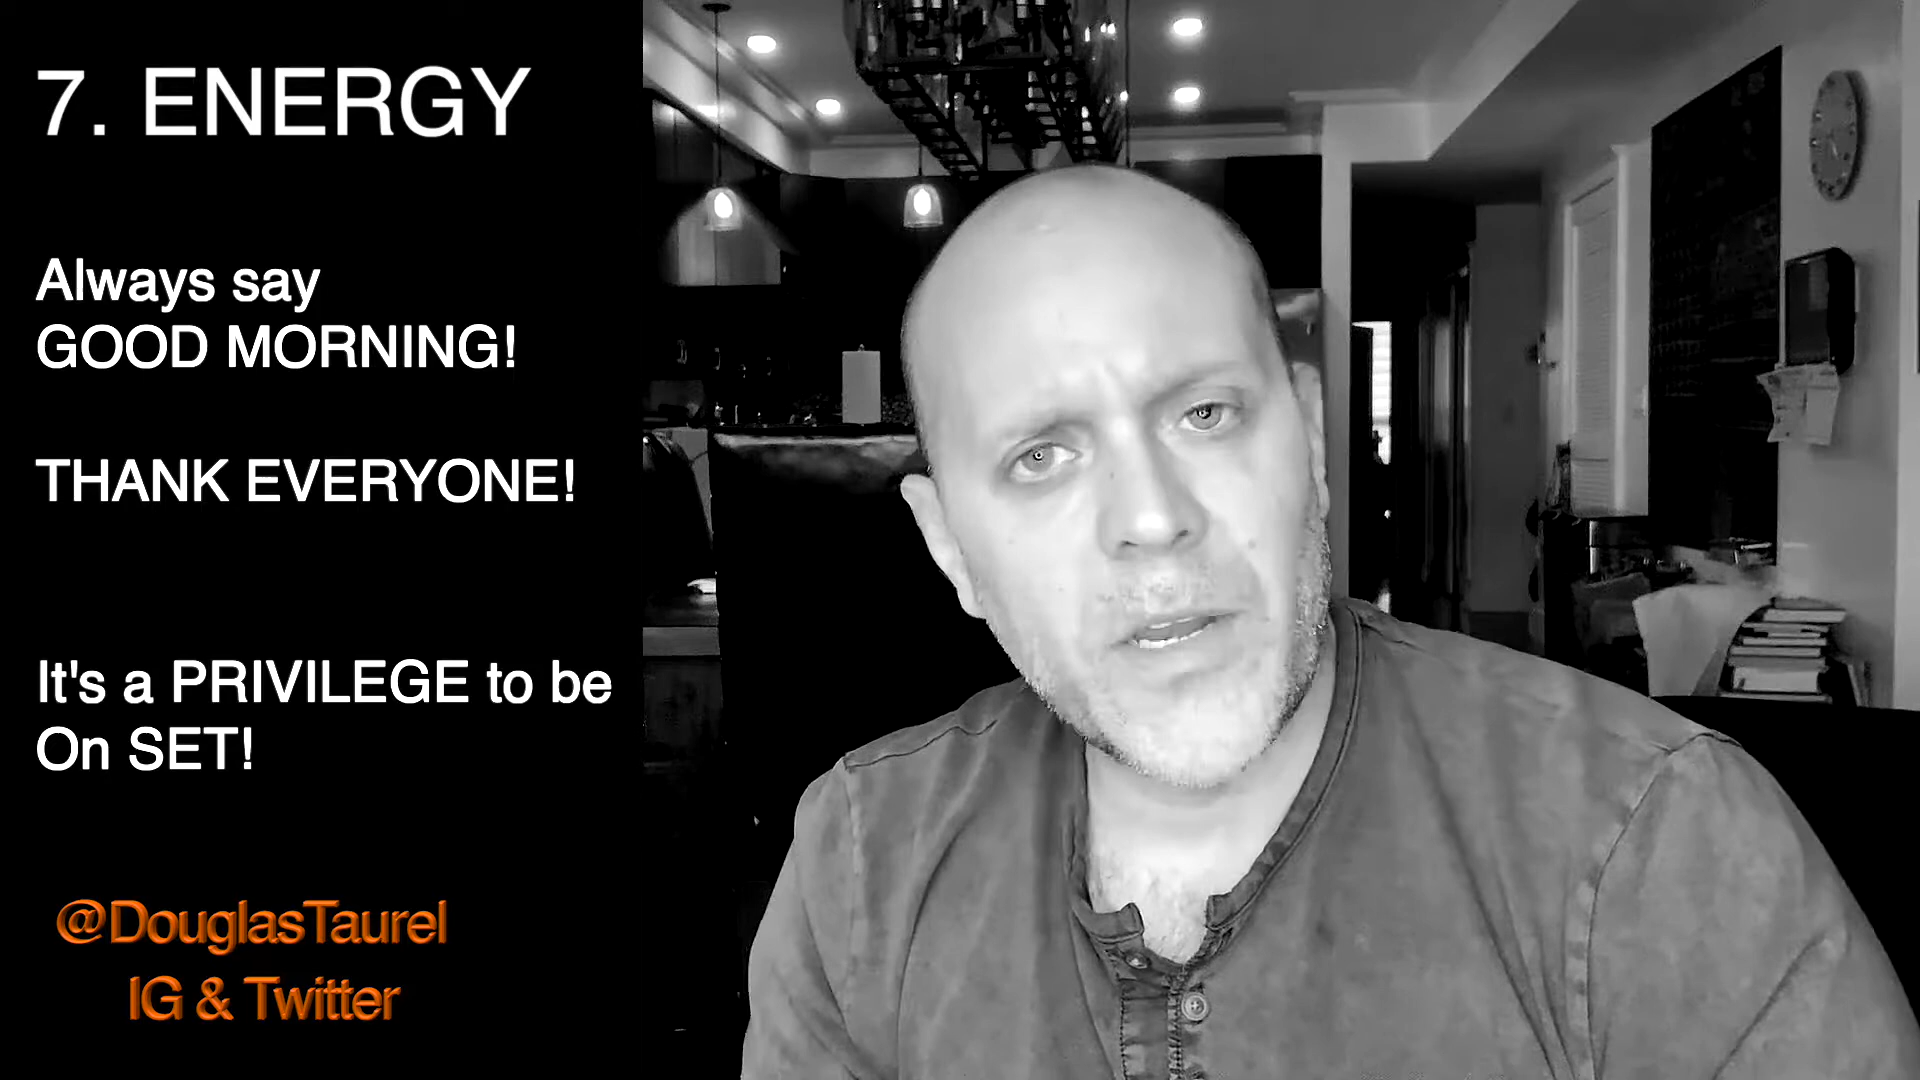 7. ENERGY
Always say
GOOD MORNING!
THANK EVERYONE!
It's a PRIVILEGE to be
On SET!
@DouglasTaurel
IG & Twitter